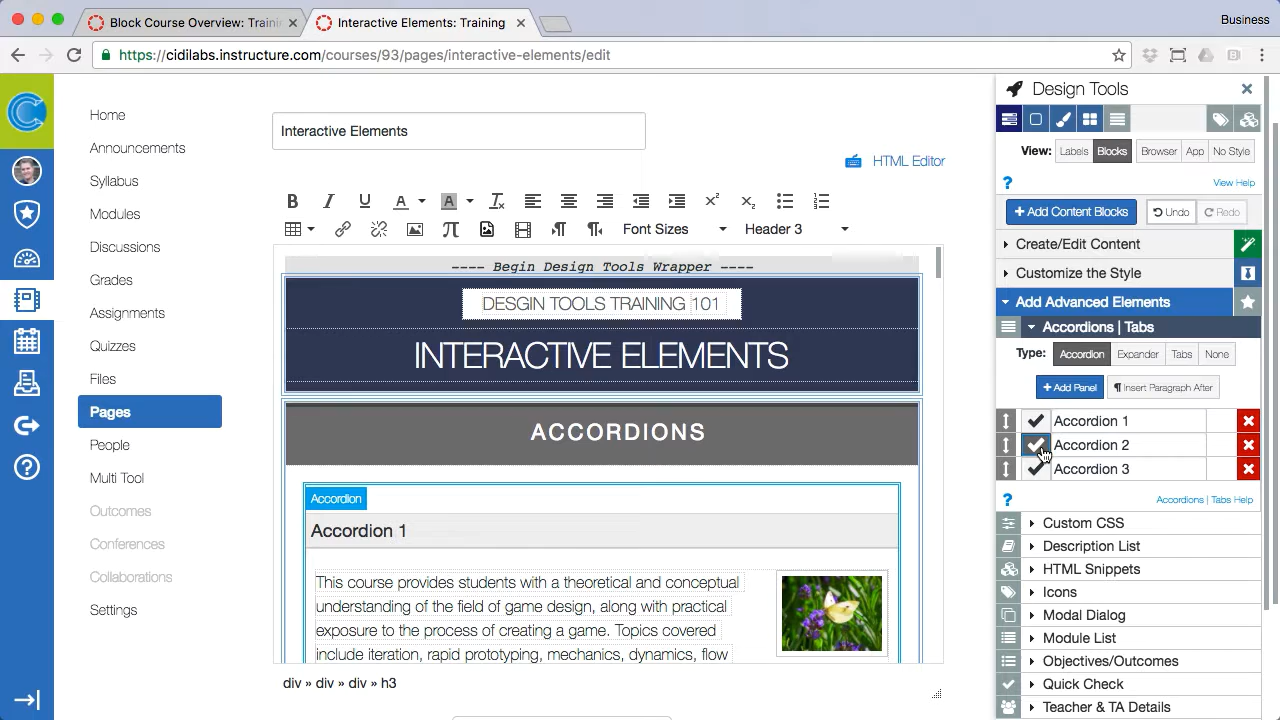 Block Course Overview: Traini
Interactive Elements: Training
Business
https://cidilabs.instructure.com/courses/93/pages/interactive-elements/edit
Home
Announcements
Syllabus
Modules
Discussions
Grades
Assignments
Quizzes
Files
Pages
People
Multi Tool
Outcomes
Conferences
Collaborations
Settings
Interactive Elements
HTML Editor
B I U A A
Font Sizes Header 3
---- Begin Design Tools Wrapper ----
DESGIN TOOLS TRAINING 101
INTERACTIVE ELEMENTS
ACCORDIONS
Accordion
Accordion 1
This course provides students with a theoretical and conceptual
understanding of the field of game design, along with practical
exposure to the process of creating a game. Topics covered
include iteration, rapid prototyping, mechanics, dynamics, flow
div » div » div » h3
Design Tools
View: Labels Blocks Browser App No Style
? View Help
+ Add Content Blocks Undo Redo
Create/Edit Content
Customize the Style
Add Advanced Elements
Accordions | Tabs
Type: Accordion Expander Tabs None
+ Add Panel ¶ Insert Paragraph After
Accordion 1
Accordion 2
Accordion 3
? Accordions | Tabs Help
Custom CSS
Description List
HTML Snippets
Icons
Modal Dialog
Module List
Objectives/Outcomes
Quick Check
Teacher & TA Details